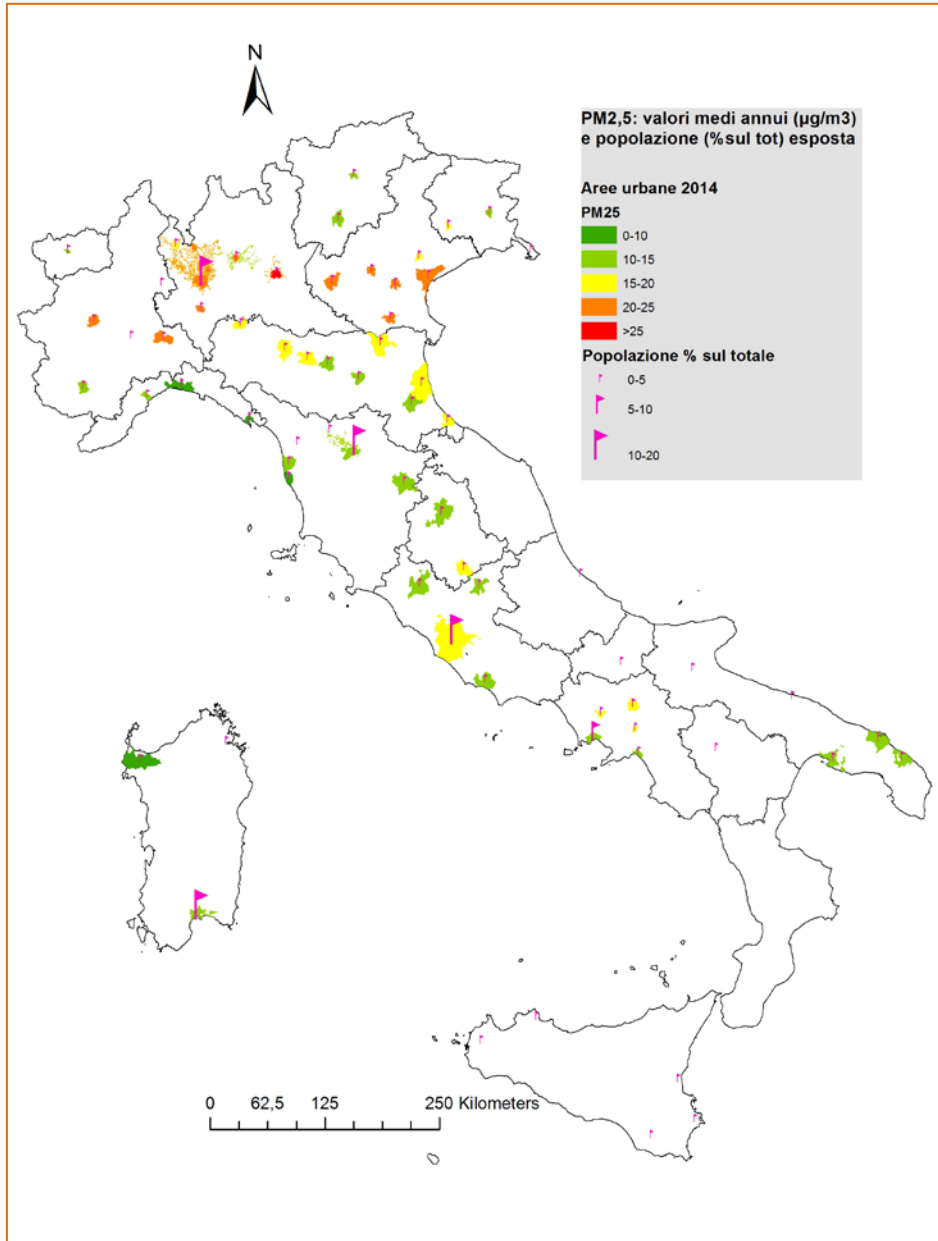 N
PM2,5: valori medi annui (µg/m3)
e popolazione (%sul tot) esposta
Aree urbane 2014
PM25
0-10
10-15
15-20
20-25
>25
Popolazione % sul totale
0-5
5-10
10-20
0 62,5 125 250 Kilometers